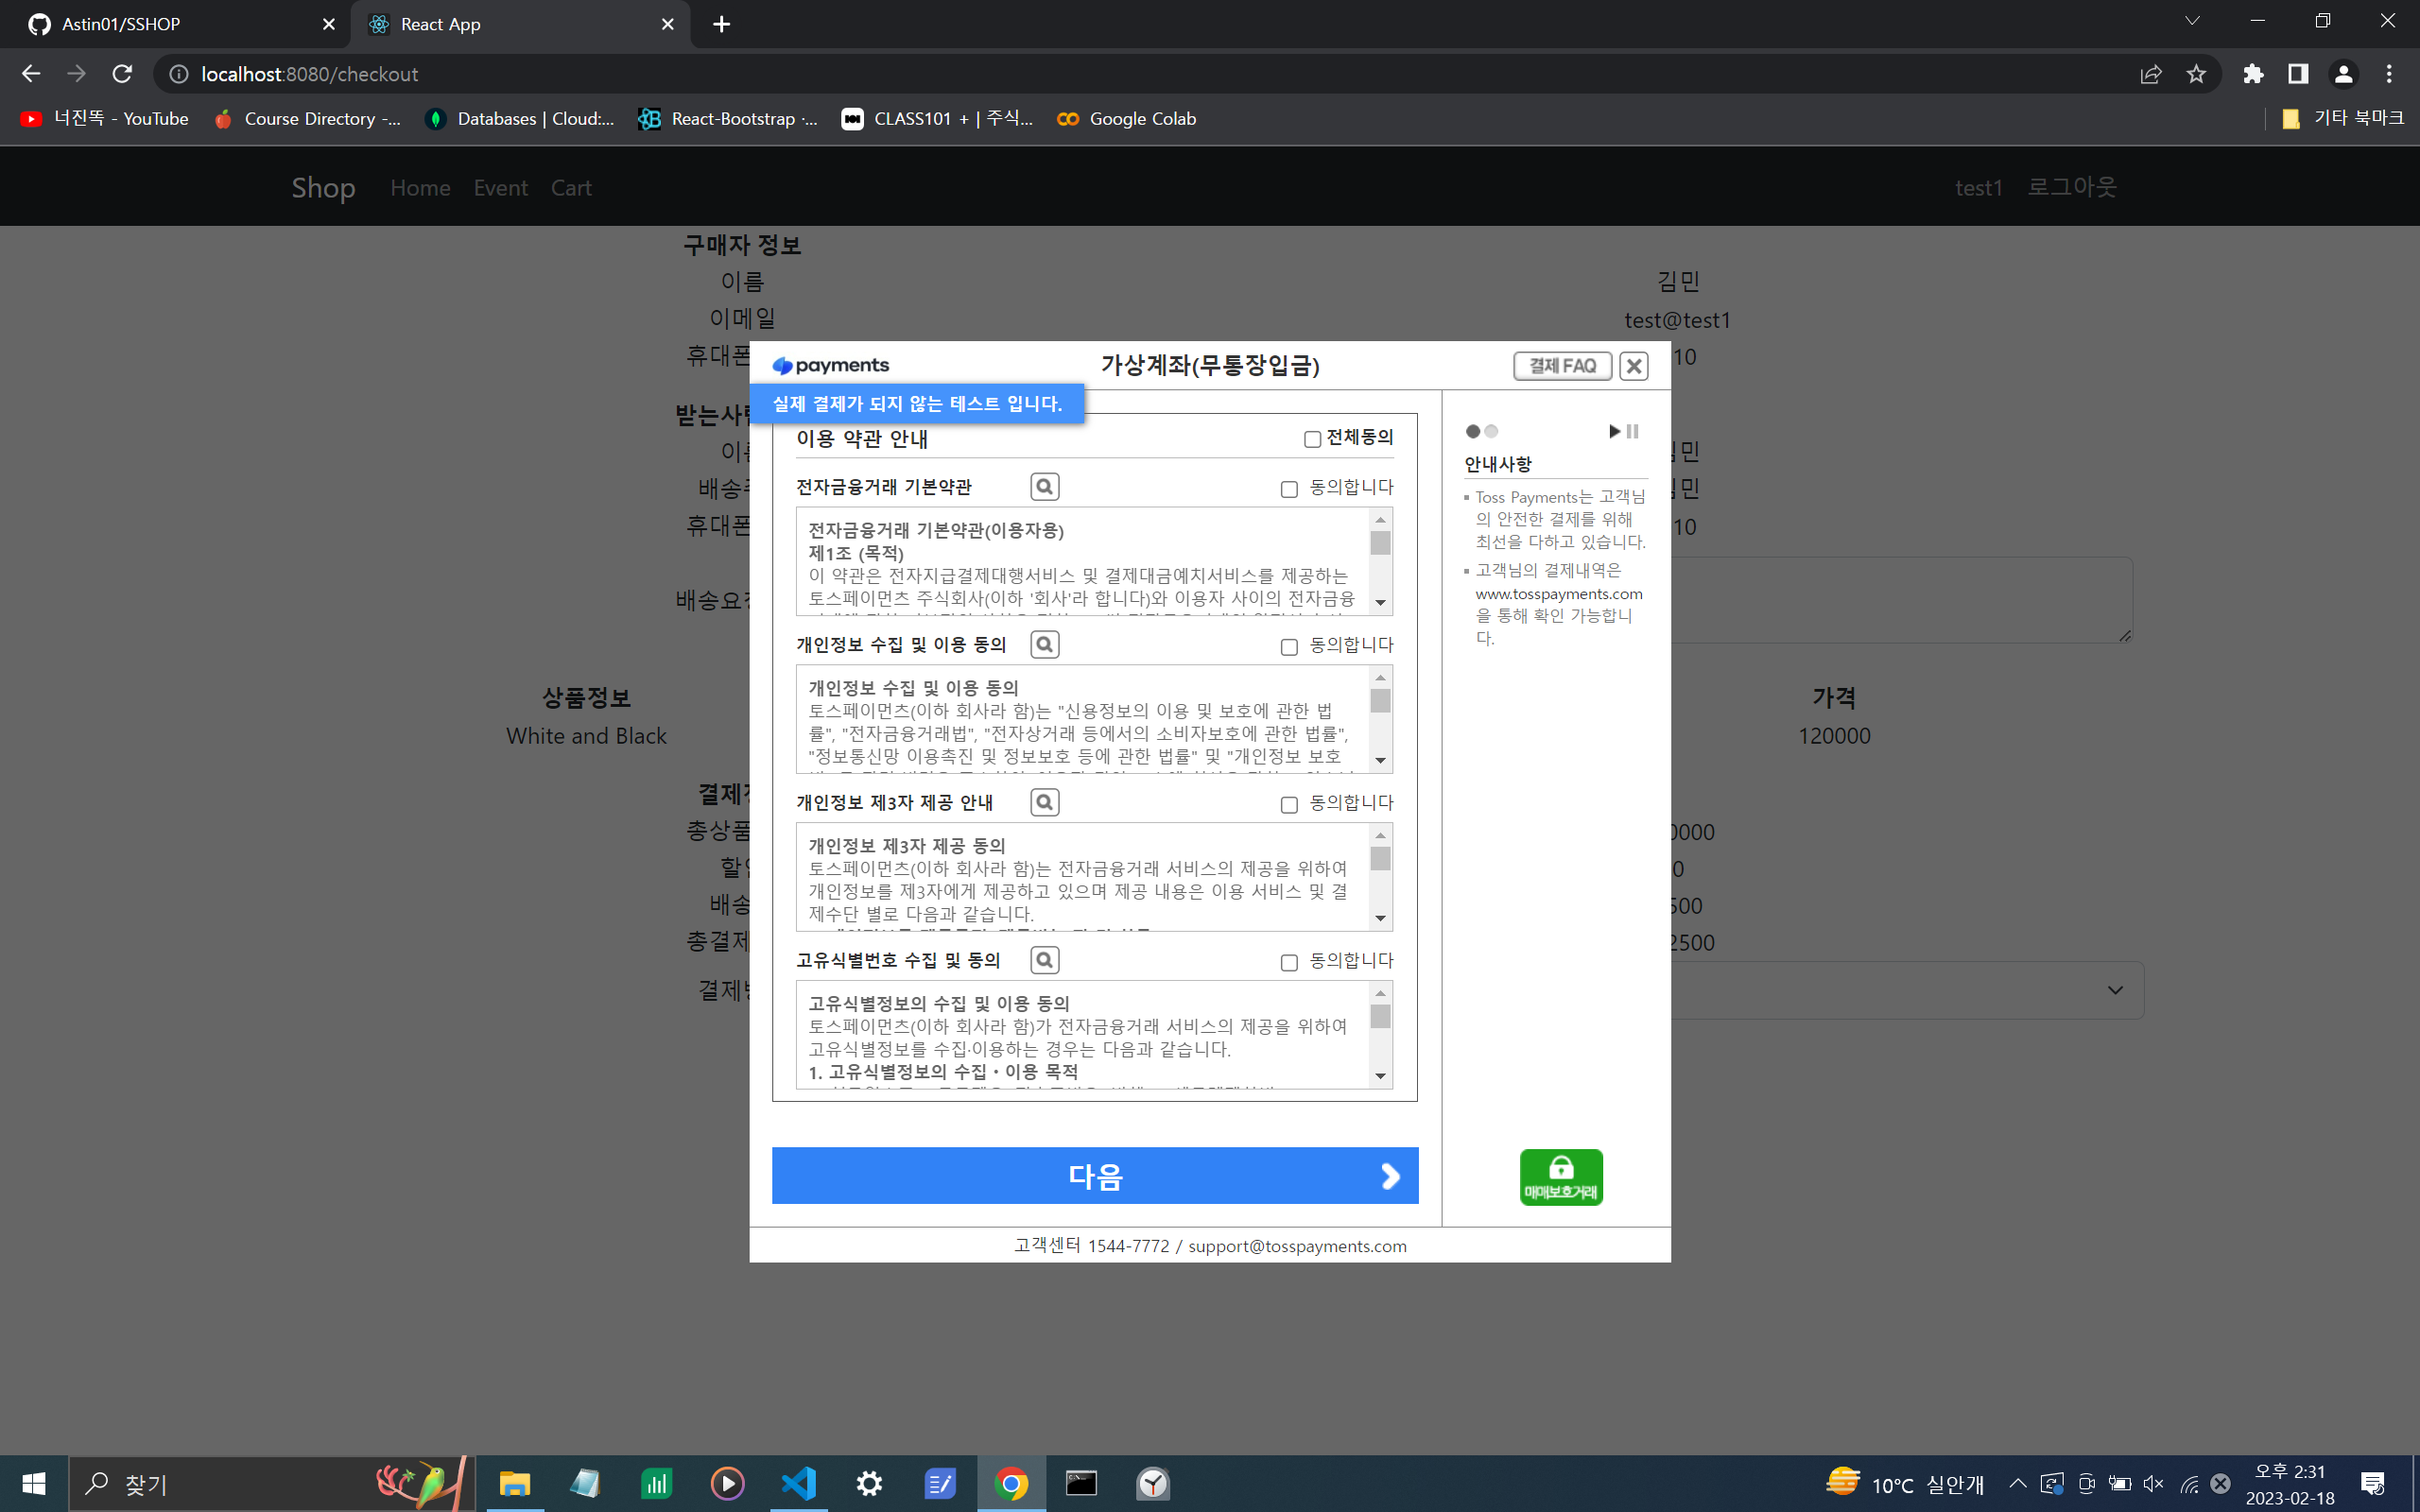 Astin01/SSHOP
React App
localhost:8080/checkout
너진똑 - YouTube
Course Directory -...
Databases | Cloud:...
React-Bootstrap ·...
CLASS101 + | 주식...
Google Colab
기타 북마크
Shop Home Event Cart
test1 로그아웃
구매자 정보
이름 김민
이메일 test@test1
휴대폰
10
payments
가상계좌(무통장입금)
결제 FAQ
실제 결제가 되지 않는 테스트 입니다.
이용 약관 안내
전체동의
전자금융거래 기본약관
동의합니다
전자금융거래 기본약관(이용자용)
제1조 (목적)
이 약관은 전자지급결제대행서비스 및 결제대금예치서비스를 제공하는
토스페이먼츠 주식회사(이하 '회사'라 합니다)와 이용자 사이의 전자금융
개인정보 수집 및 이용 동의
동의합니다
개인정보 수집 및 이용 동의
토스페이먼츠(이하 회사라 함)는 "신용정보의 이용 및 보호에 관한 법
률", "전자금융거래법", "전자상거래 등에서의 소비자보호에 관한 법률",
"정보통신망 이용촉진 및 정보보호 등에 관한 법률" 및 "개인정보 보호
개인정보 제3자 제공 안내
동의합니다
개인정보 제3자 제공 동의
토스페이먼츠(이하 회사라 함)는 전자금융거래 서비스의 제공을 위하여
개인정보를 제3자에게 제공하고 있으며 제공 내용은 이용 서비스 및 결
제수단 별로 다음과 같습니다.
고유식별번호 수집 및 동의
동의합니다
고유식별정보의 수집 및 이용 동의
토스페이먼츠(이하 회사라 함)가 전자금융거래 서비스의 제공을 위하여
고유식별정보를 수집·이용하는 경우는 다음과 같습니다.
1. 고유식별정보의 수집・이용 목적
다음
안내사항
Toss Payments는 고객님
의 안전한 결제를 위해
최선을 다하고 있습니다.
고객님의 결제내역은
www.tosspayments.com
을 통해 확인 가능합니
다.
매매보호거래
고객센터 1544-7772 / support@tosspayments.com
받는사
배송
휴대폰
10
배송요
상품정보
가격
White and Black
120000
결제
총상품
0000
배송
500
총결제
2500
결제
찾기
10°C 실안개
오후 2:31
2023-02-18